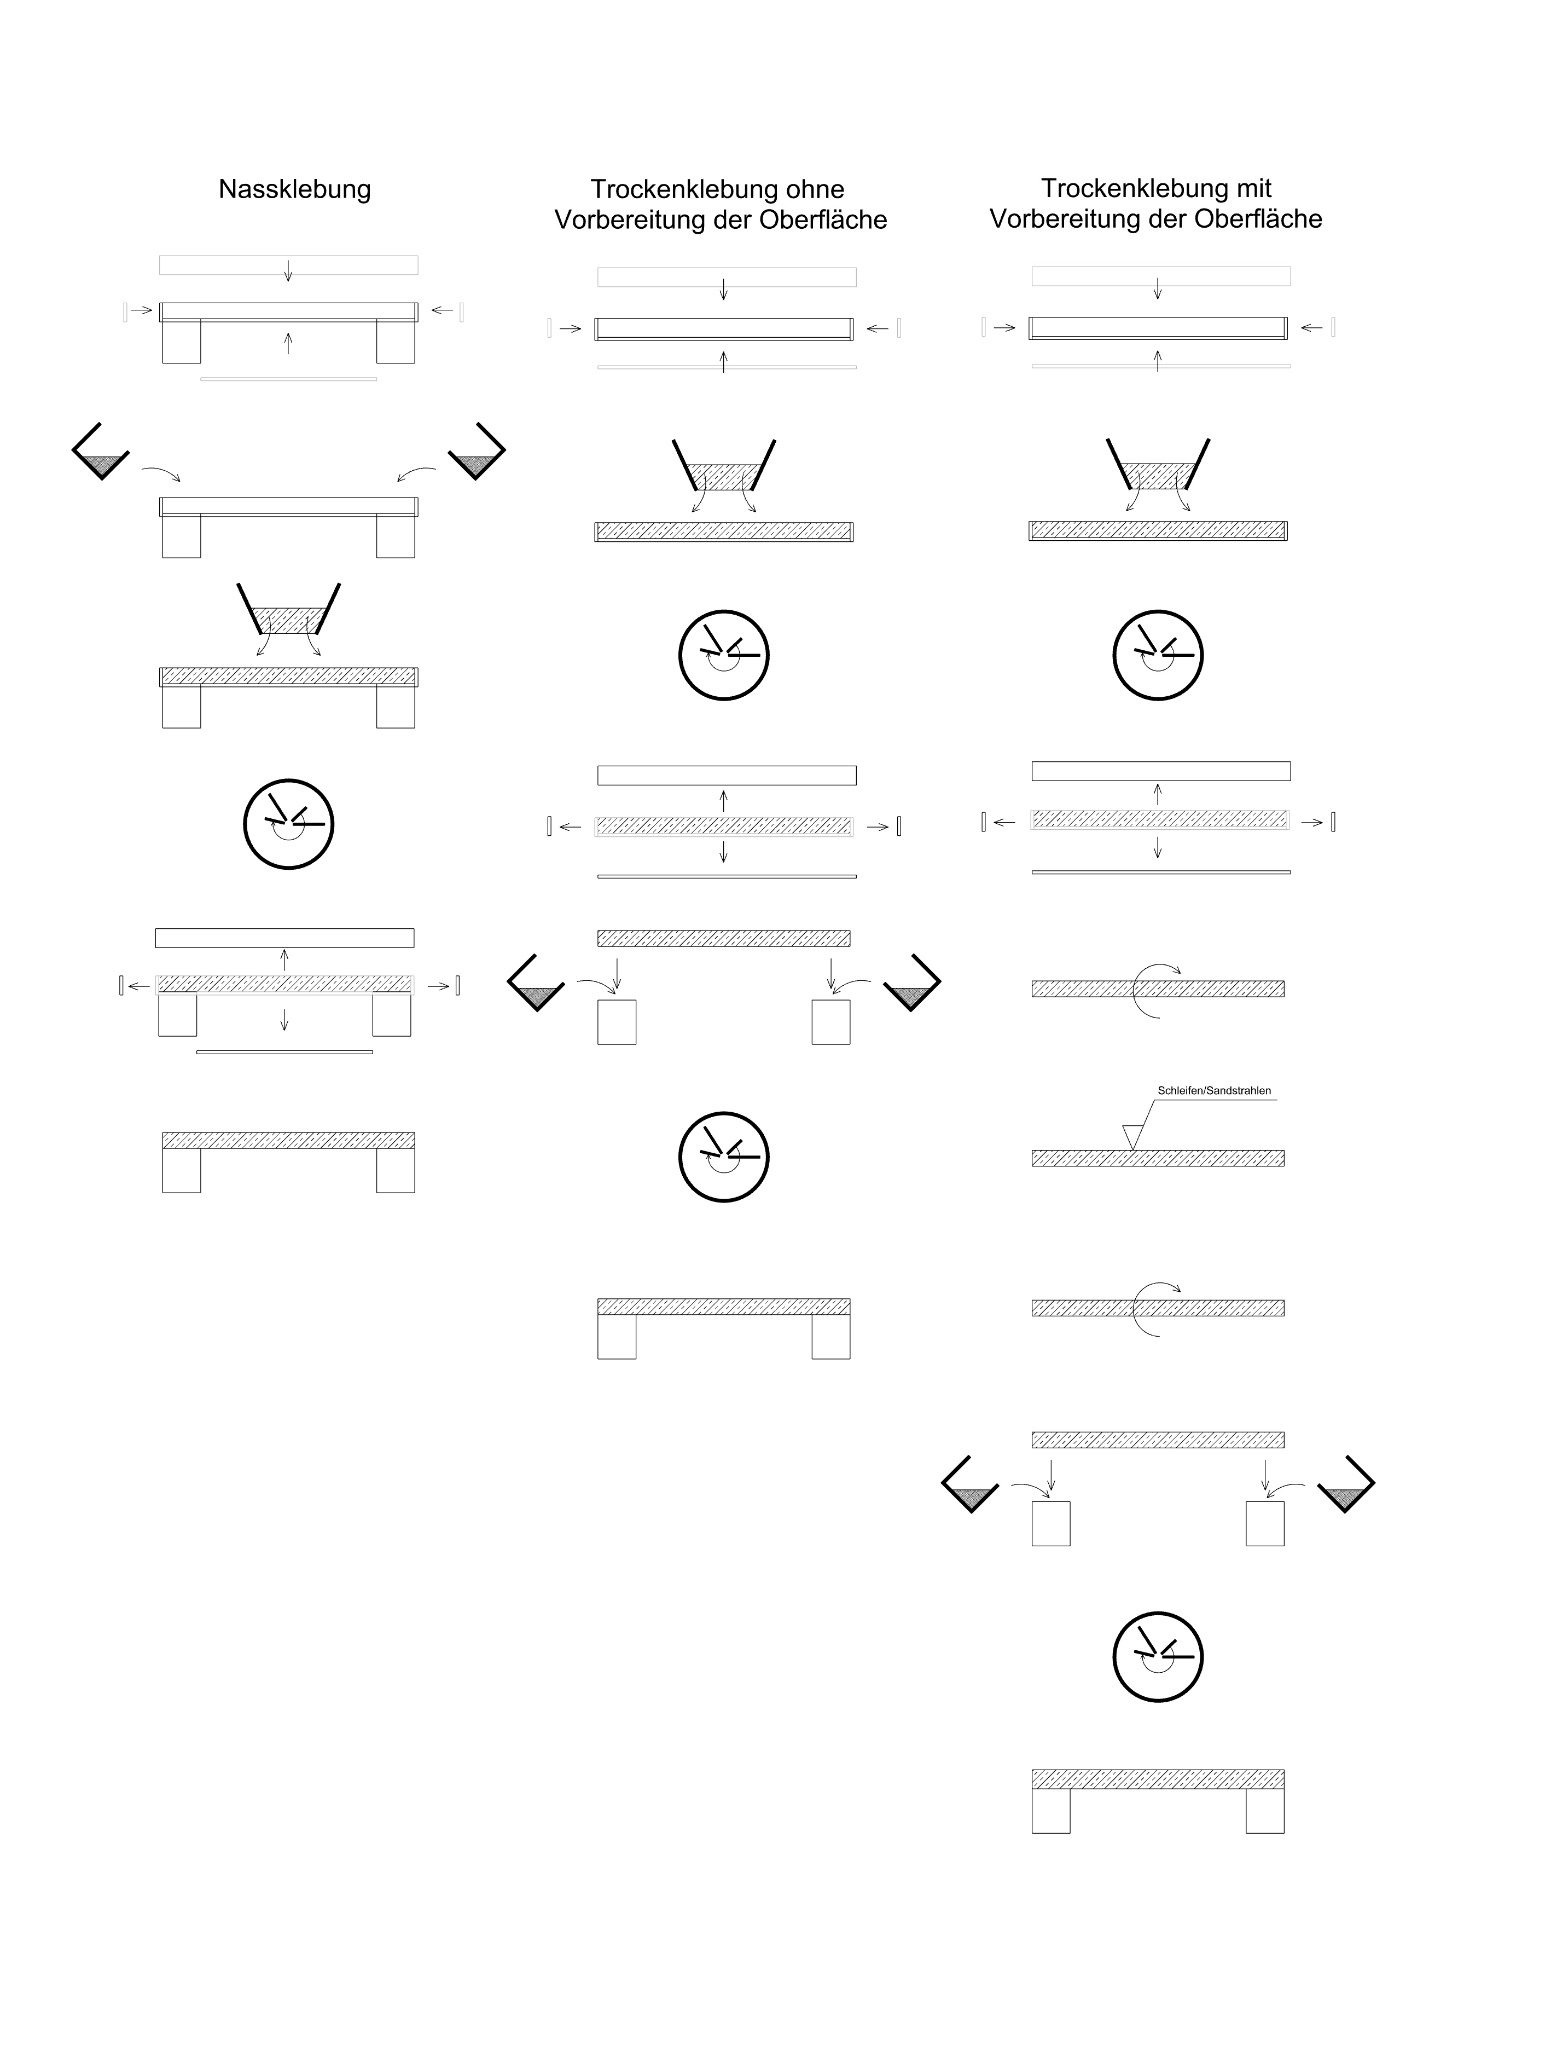 Nassklebung
Trockenklebung ohne
Vorbereitung der Oberfläche
Trockenklebung mit
Vorbereitung der Oberfläche
Schleifen/Sandstrahlen